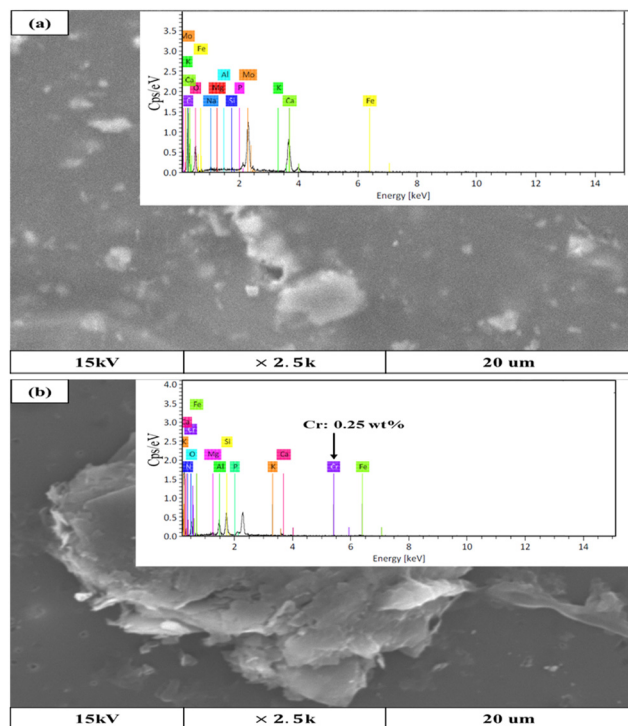 (a)
Cps/eV
3.5
3.0
2.5
2.0
1.5
1.0
0.5
0.0
Mo
Fe
K
Al Mo
Ca Mg P K
Na Si Ca Fe
2 4 6 8 10 12 14
Energy [keV]
15kV × 2.5k 20 um
(b)
Cps/eV
4.0
3.5
3.0
2.5
2.0
1.5
1.0
0.5
0.0
Fe
Cr: 0.25 wt%
Si
O Mg Ca
C
N Al P K Cr Fe
2 4 6 8 10 12 14
Energy [keV]
15kV × 2.5k 20 um